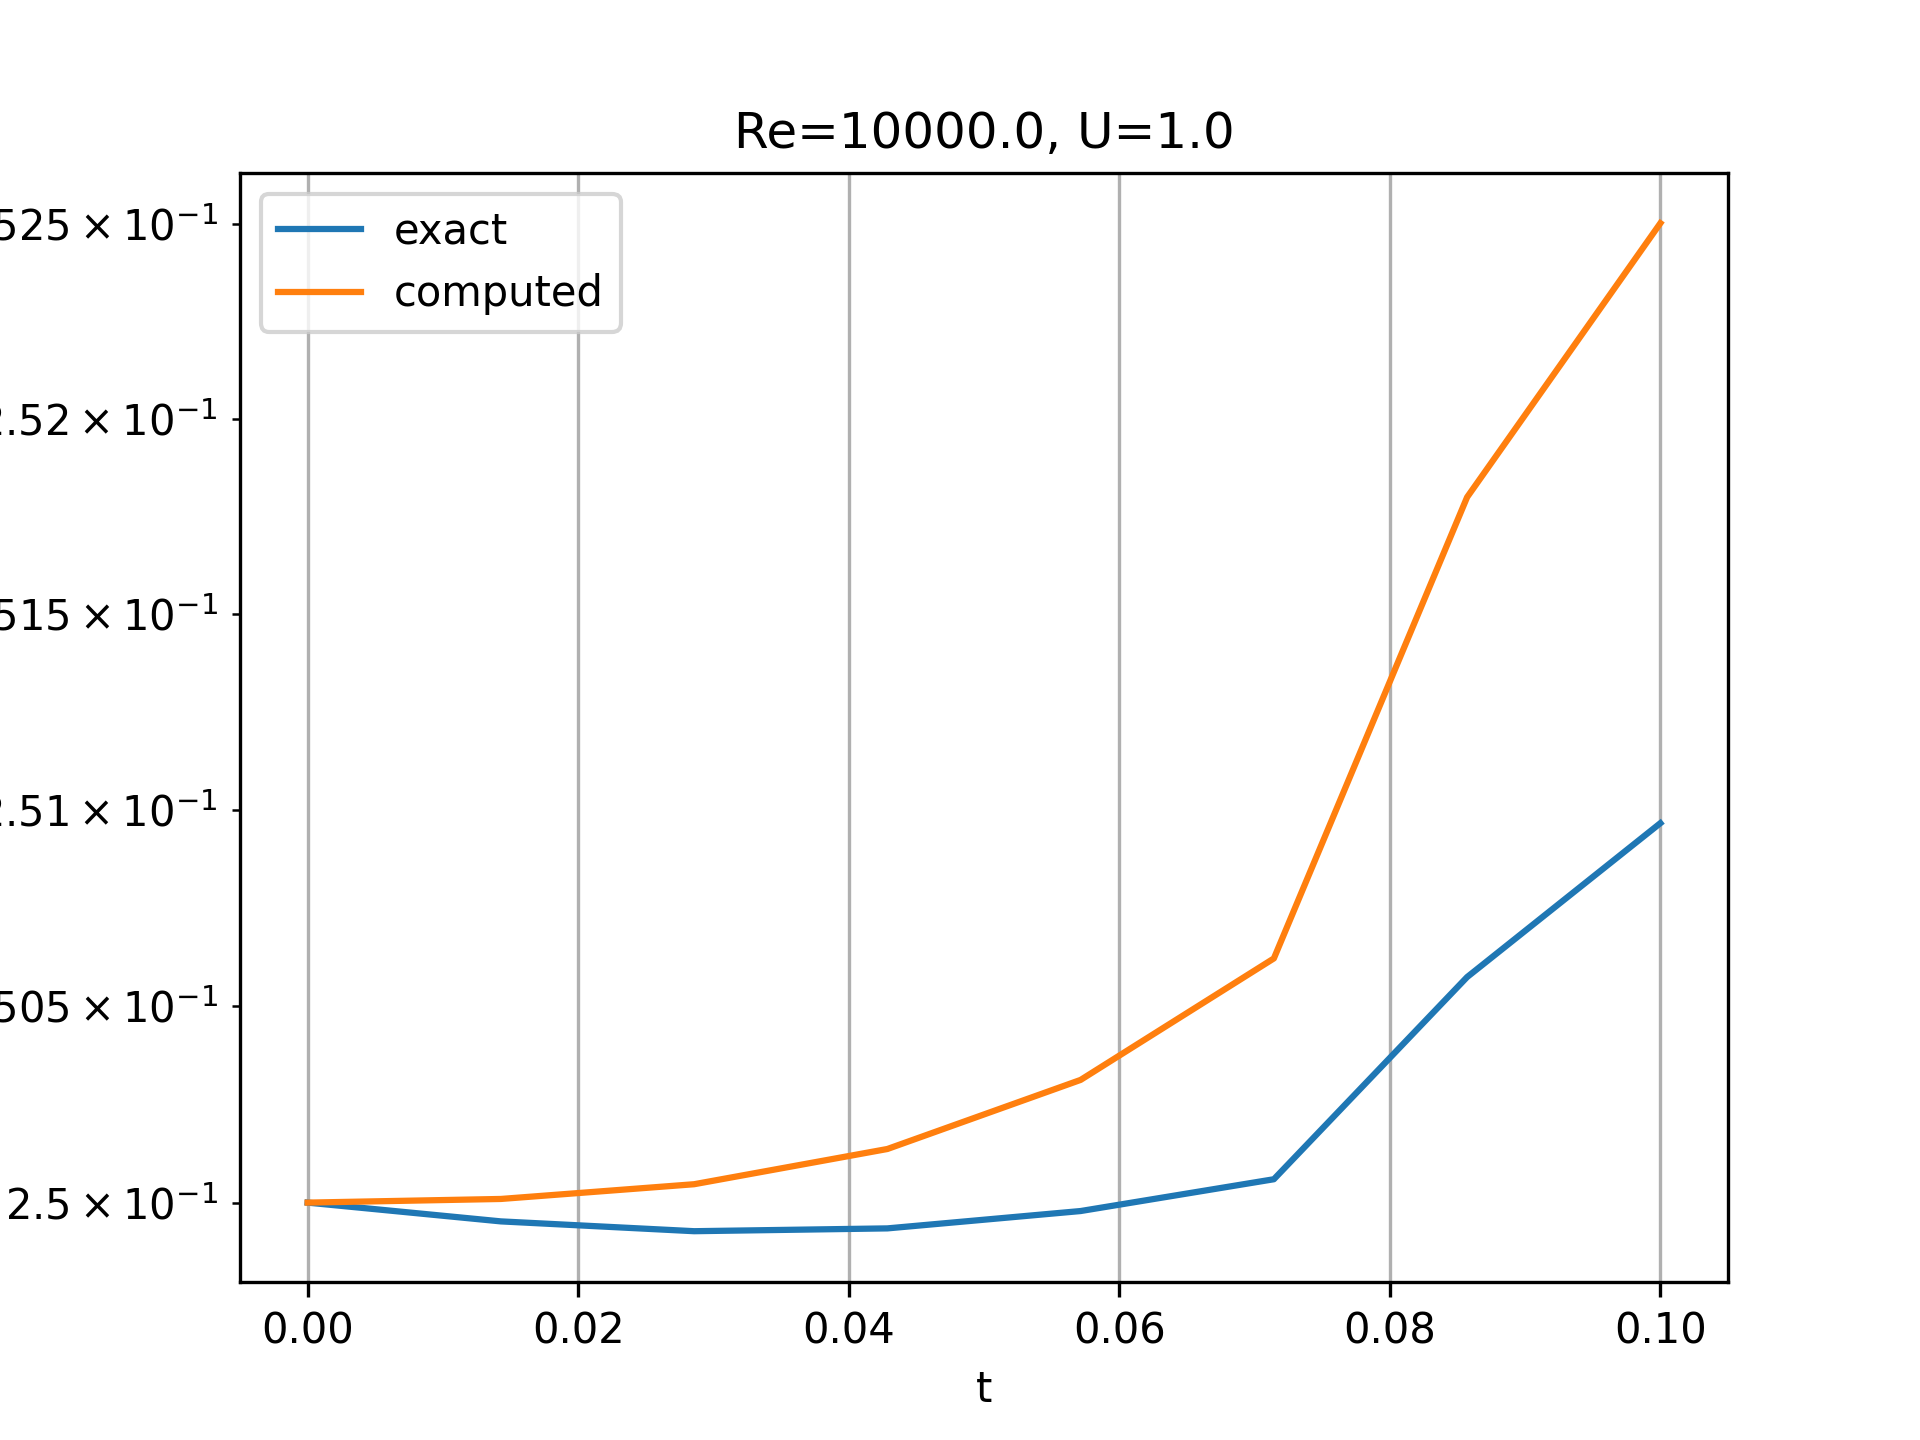 Re=10000.0, U=1.0
exact
computed
525 × 10⁻¹
.52 × 10⁻¹
515 × 10⁻¹
.51 × 10⁻¹
505 × 10⁻¹
2.5 × 10⁻¹
0.00 0.02 0.04 0.06 0.08 0.10
t